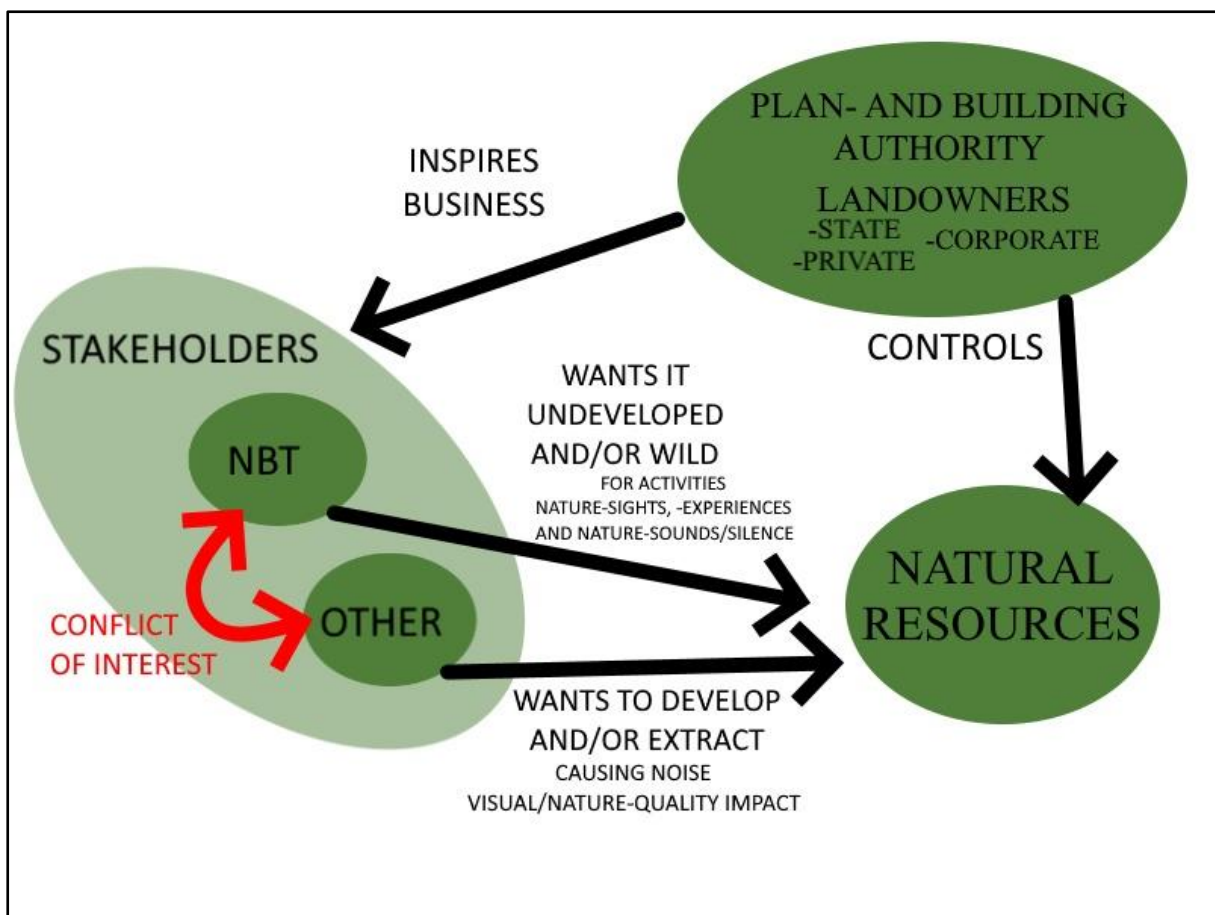 PLAN- AND BUILDING
AUTHORITY
LANDOWNERS
-STATE
-CORPORATE
-PRIVATE
INSPIRES
BUSINESS
CONTROLS
STAKEHOLDERS
NBT
WANTS IT
UNDEVELOPED
AND/OR WILD
FOR ACTIVITIES
NATURE-SIGHTS, -EXPERIENCES
AND NATURE-SOUNDS/SILENCE
NATURAL
RESOURCES
OTHER
CONFLICT
OF INTEREST
WANTS TO DEVELOP
AND/OR EXTRACT
CAUSING NOISE
VISUAL/NATURE-QUALITY IMPACT